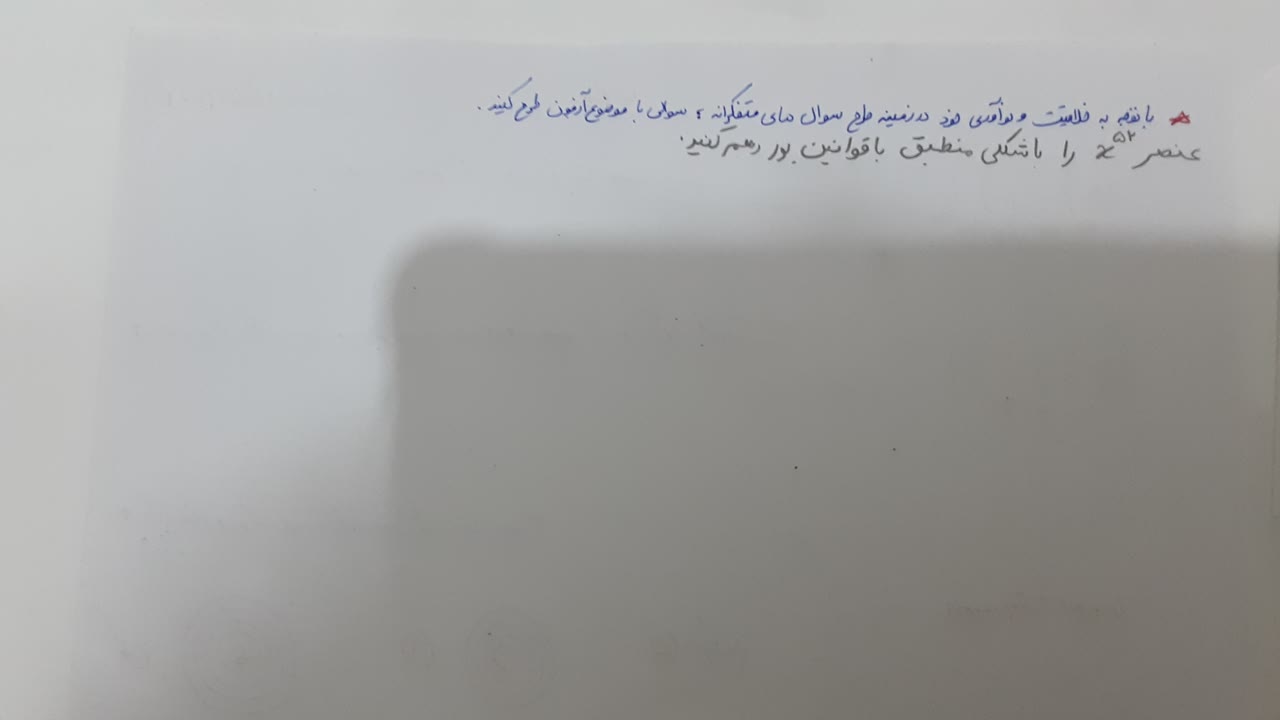 با توجه به خلاقیت و نوآوری خود در زمینه طرح سوال های متفکرانه ؛ سوالی با موضوع آزمون طرح کنید .
عنصر x⁵² را با شکلی منطبق با قوانین بور رسم کنید.